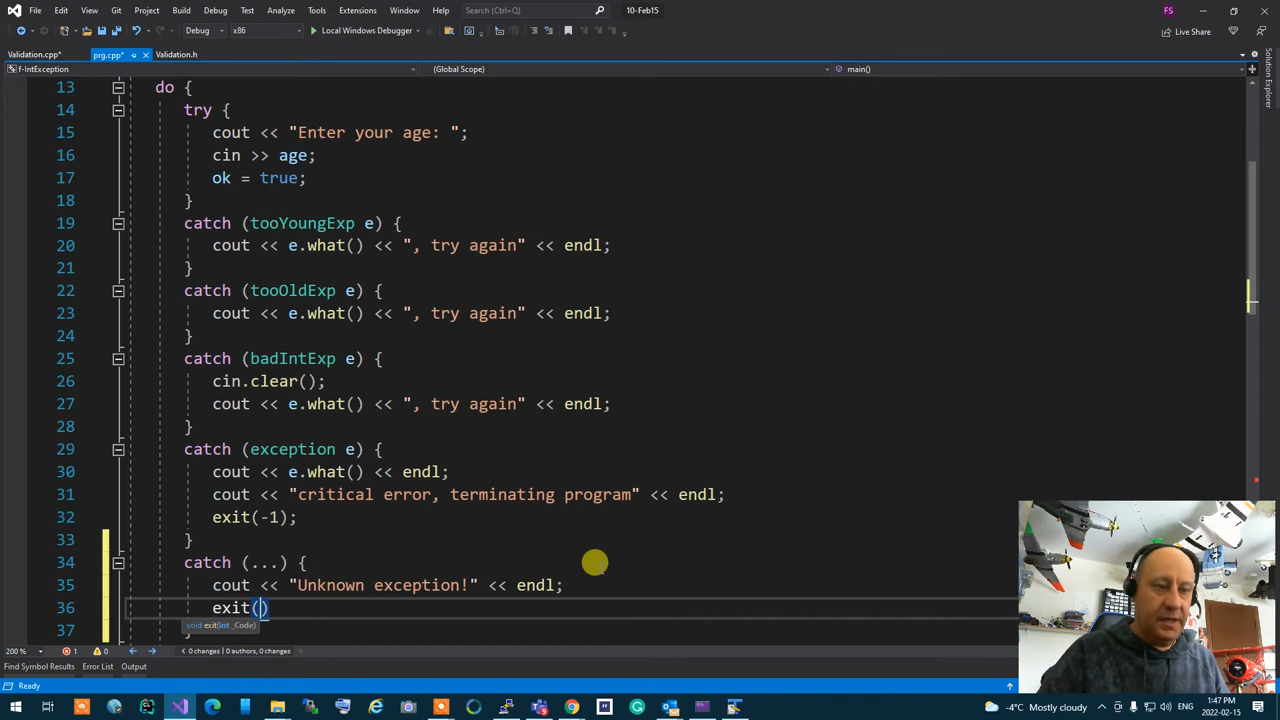 File Edit View Git Project Build Debug Test Analyze Tools Extensions Window Help Search (Ctrl+Q) 10-Feb15 FS
Debug x86 Local Windows Debugger Live Share
Validation.cpp* prg.cpp* Validation.h
f-IntException (Global Scope) main()
13 do {
14 try {
15 cout << "Enter your age: ";
16 cin >> age;
17 ok = true;
18 }
19 catch (tooYoungExp e) {
20 cout << e.what() << ", try again" << endl;
21 }
22 catch (tooOldExp e) {
23 cout << e.what() << ", try again" << endl;
24 }
25 catch (badIntExp e) {
26 cin.clear();
27 cout << e.what() << ", try again" << endl;
28 }
29 catch (exception e) {
30 cout << e.what() << endl;
31 cout << "critical error, terminating program" << endl;
32 exit(-1);
33 }
34 catch (...) {
35 cout << "Unknown exception!" << endl;
36 exit()
void exit(int _Code)
37 }
200 % 1 0 0 changes | 0 authors, 0 changes
Find Symbol Results Error List
Ready
Solution Explorer
-4°C Mostly cloudy 1:47 PM
2022-02-15